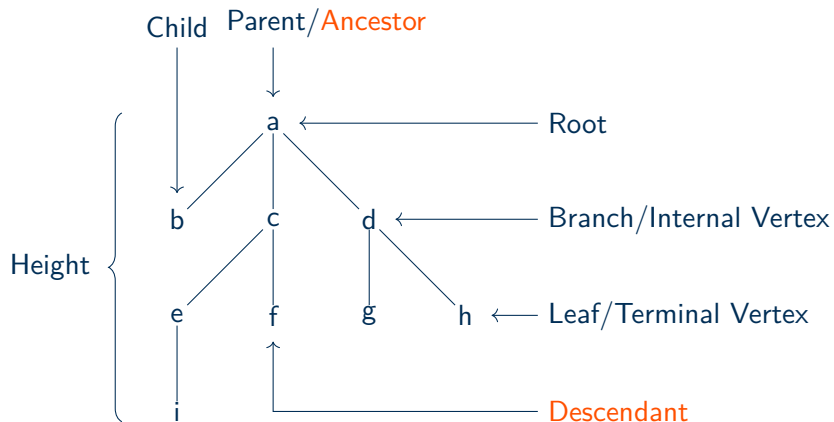 Child
Parent/Ancestor
a
Root
b
c
d
Branch/Internal Vertex
Height
e
f
g
h
Leaf/Terminal Vertex
i
Descendant